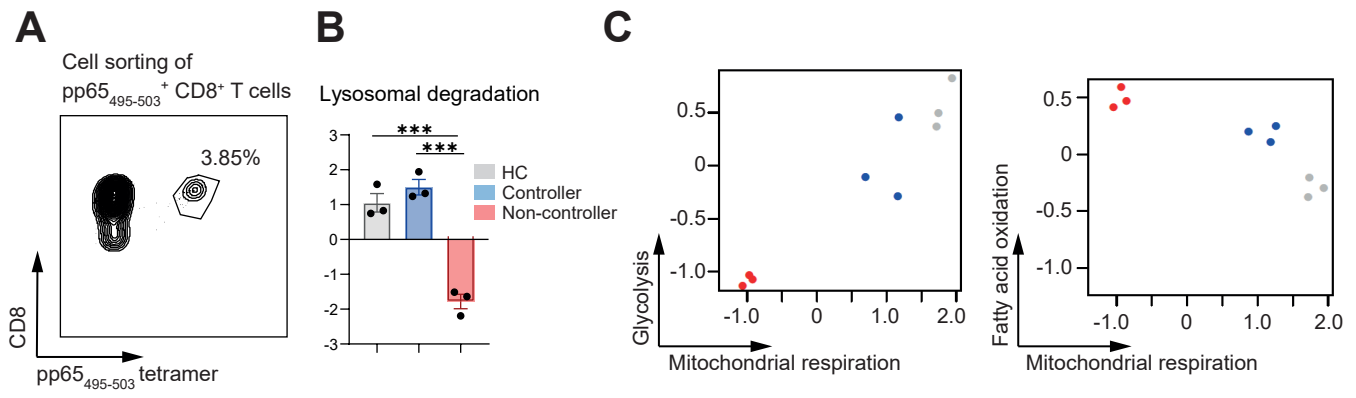 A
Cell sorting of
pp65495-503+ CD8+ T cells
3.85%
CD8
pp65495-503 tetramer
B
Lysosomal degradation
***
***
3
2
1
0
-1
-2
-3
HC
Controller
Non-controller
C
0.5
0
-0.5
-1.0
Glycolysis
-1.0 0 1.0 2.0
Mitochondrial respiration
0.5
0
-0.5
-1.0
Fatty acid oxidation
-1.0 0 1.0 2.0
Mitochondrial respiration